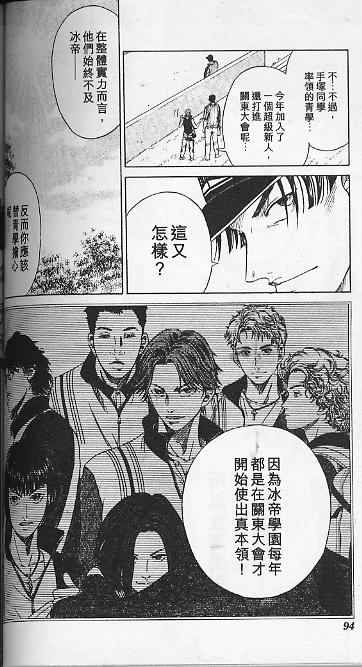 不…不過，
手塚同學
率領的青學…
今年加入了
一個超級新人，
還打進
關東大會呢…
在整體實力而言，
他們始終不及
冰帝…
這又
怎樣？
反而你應該
替青學擔心
因為冰帝學園每年
都是在關東大會才
開始使出真本領！
94